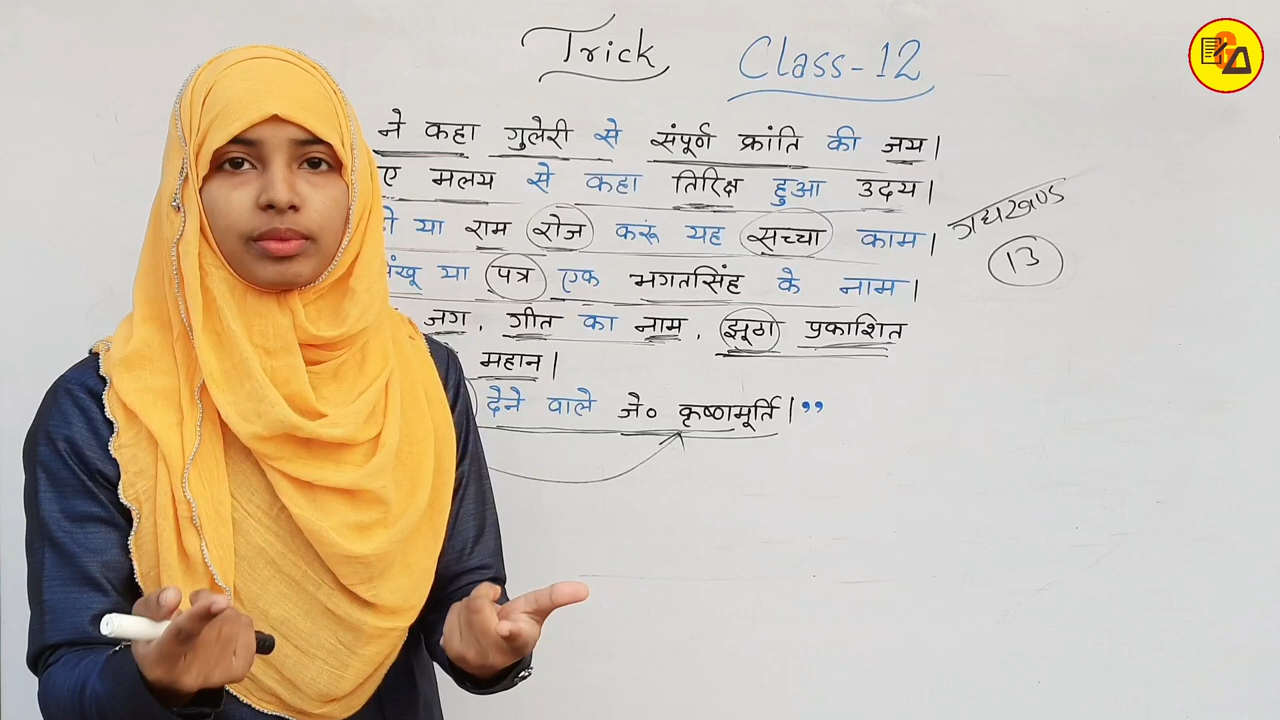 Trick Class-12
ने कहा गुलेरी से संपूर्ण क्रांति की जय।
ए मलय से कहा तिरिक्ष हुआ उदय।
या राम रोज करू यह सच्चा काम।
या पत्र एक भगतसिंह के नाम।
जग, गीत का नाम, झूठा प्रकाशित
महान।
देने वाले जे० कृष्णमूर्ति।”
गद्यखण्ड
13